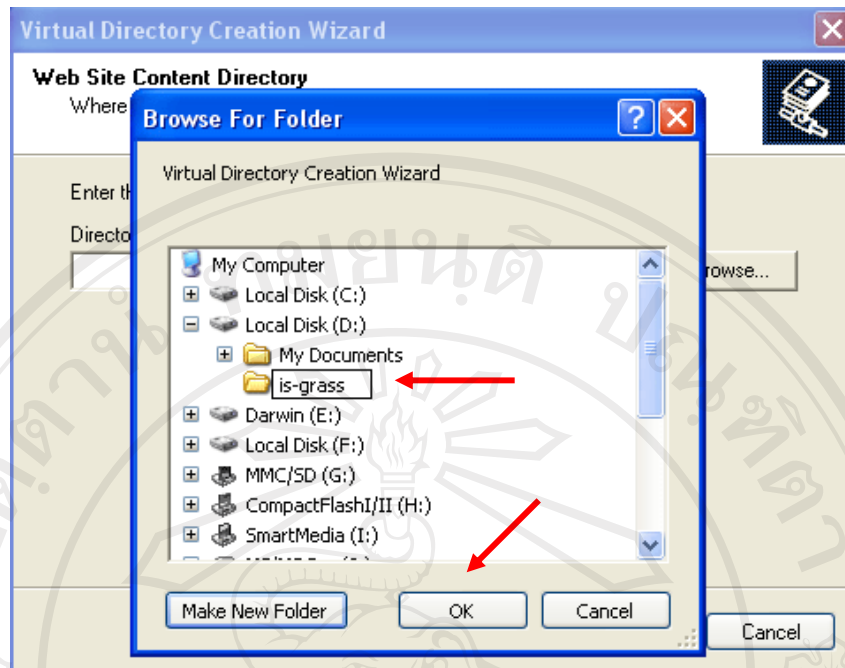 Virtual Directory Creation Wizard
Web Site Content Directory
Where
Browse For Folder
Virtual Directory Creation Wizard
Enter th
Directo
rowse...
My Computer
Local Disk (C:)
Local Disk (D:)
My Documents
is-grass
Darwin (E:)
Local Disk (F:)
MMC/SD (G:)
CompactFlashI/II (H:)
SmartMedia (I:)
Make New Folder
OK
Cancel
Cancel